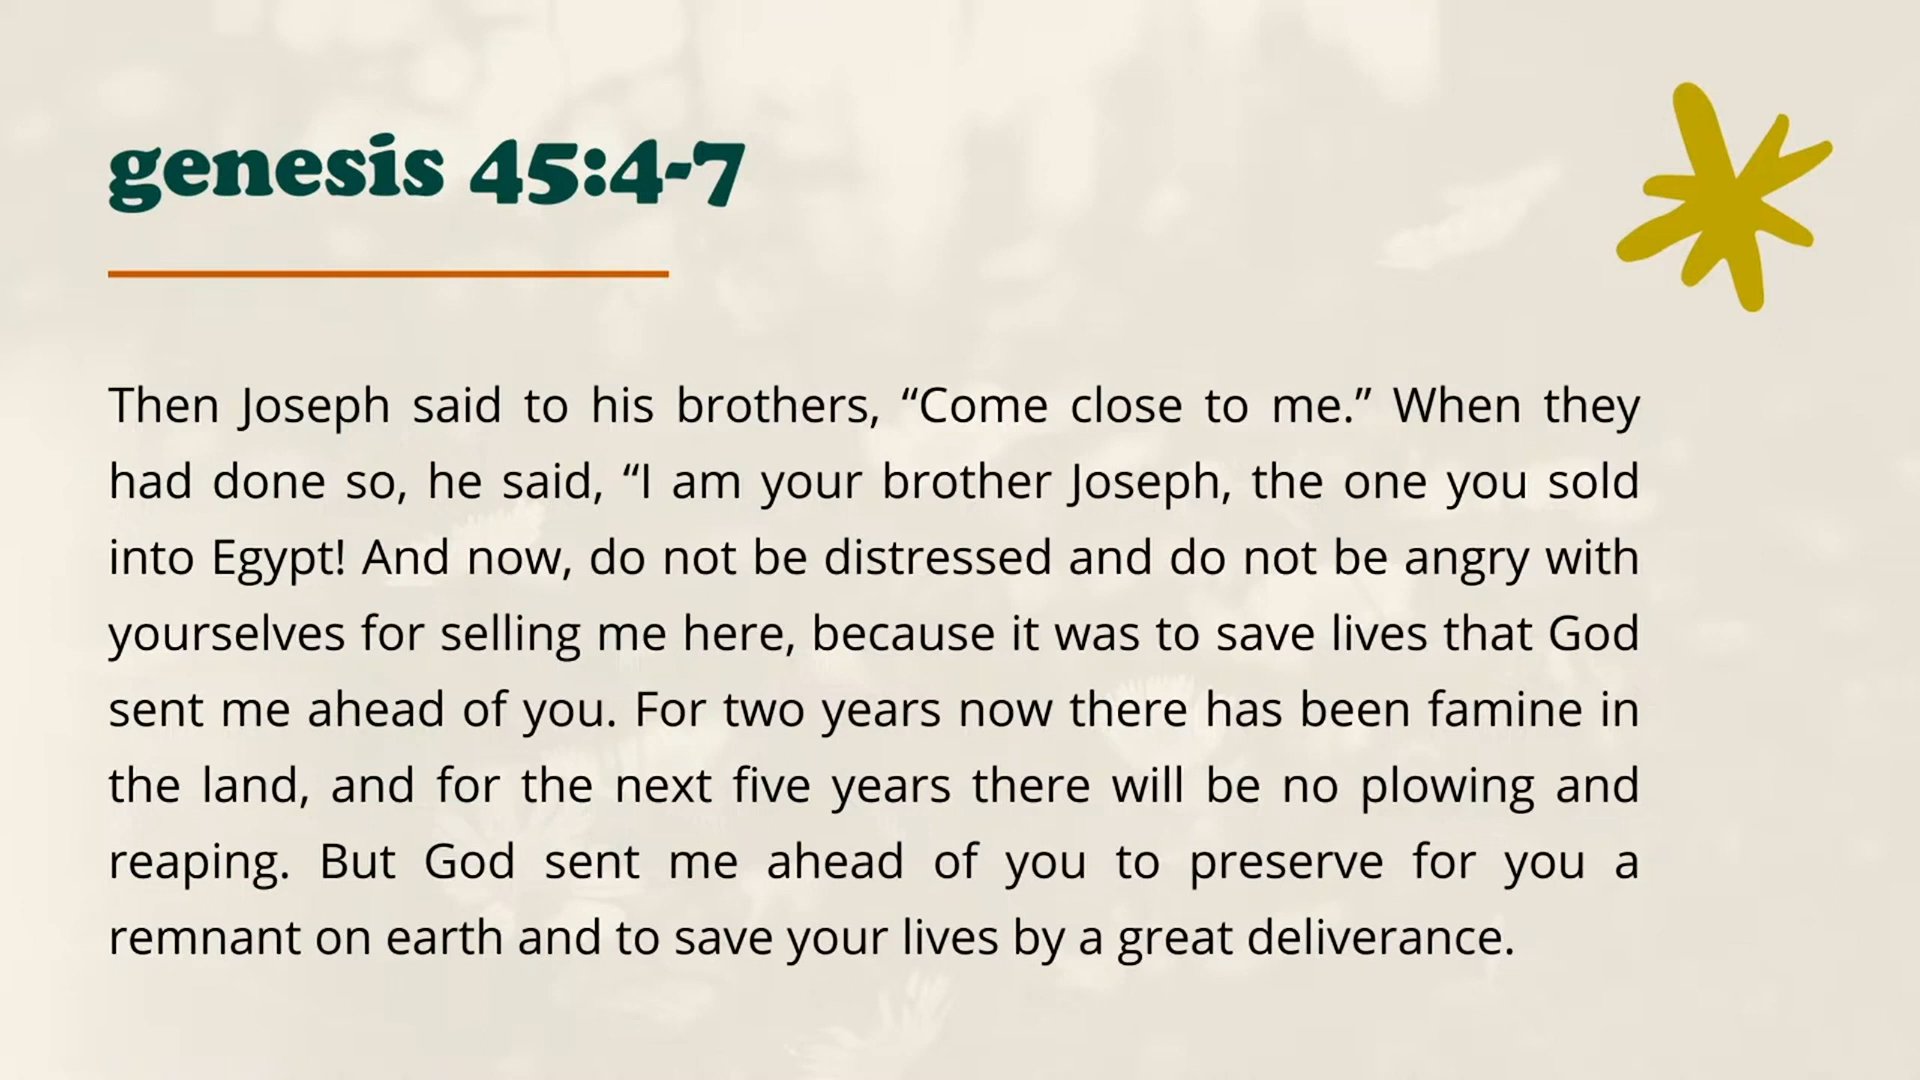 genesis 45:4-7
Then Joseph said to his brothers, “Come close to me.” When they
had done so, he said, “I am your brother Joseph, the one you sold
into Egypt! And now, do not be distressed and do not be angry with
yourselves for selling me here, because it was to save lives that God
sent me ahead of you. For two years now there has been famine in
the land, and for the next five years there will be no plowing and
reaping. But God sent me ahead of you to preserve for you a
remnant on earth and to save your lives by a great deliverance.